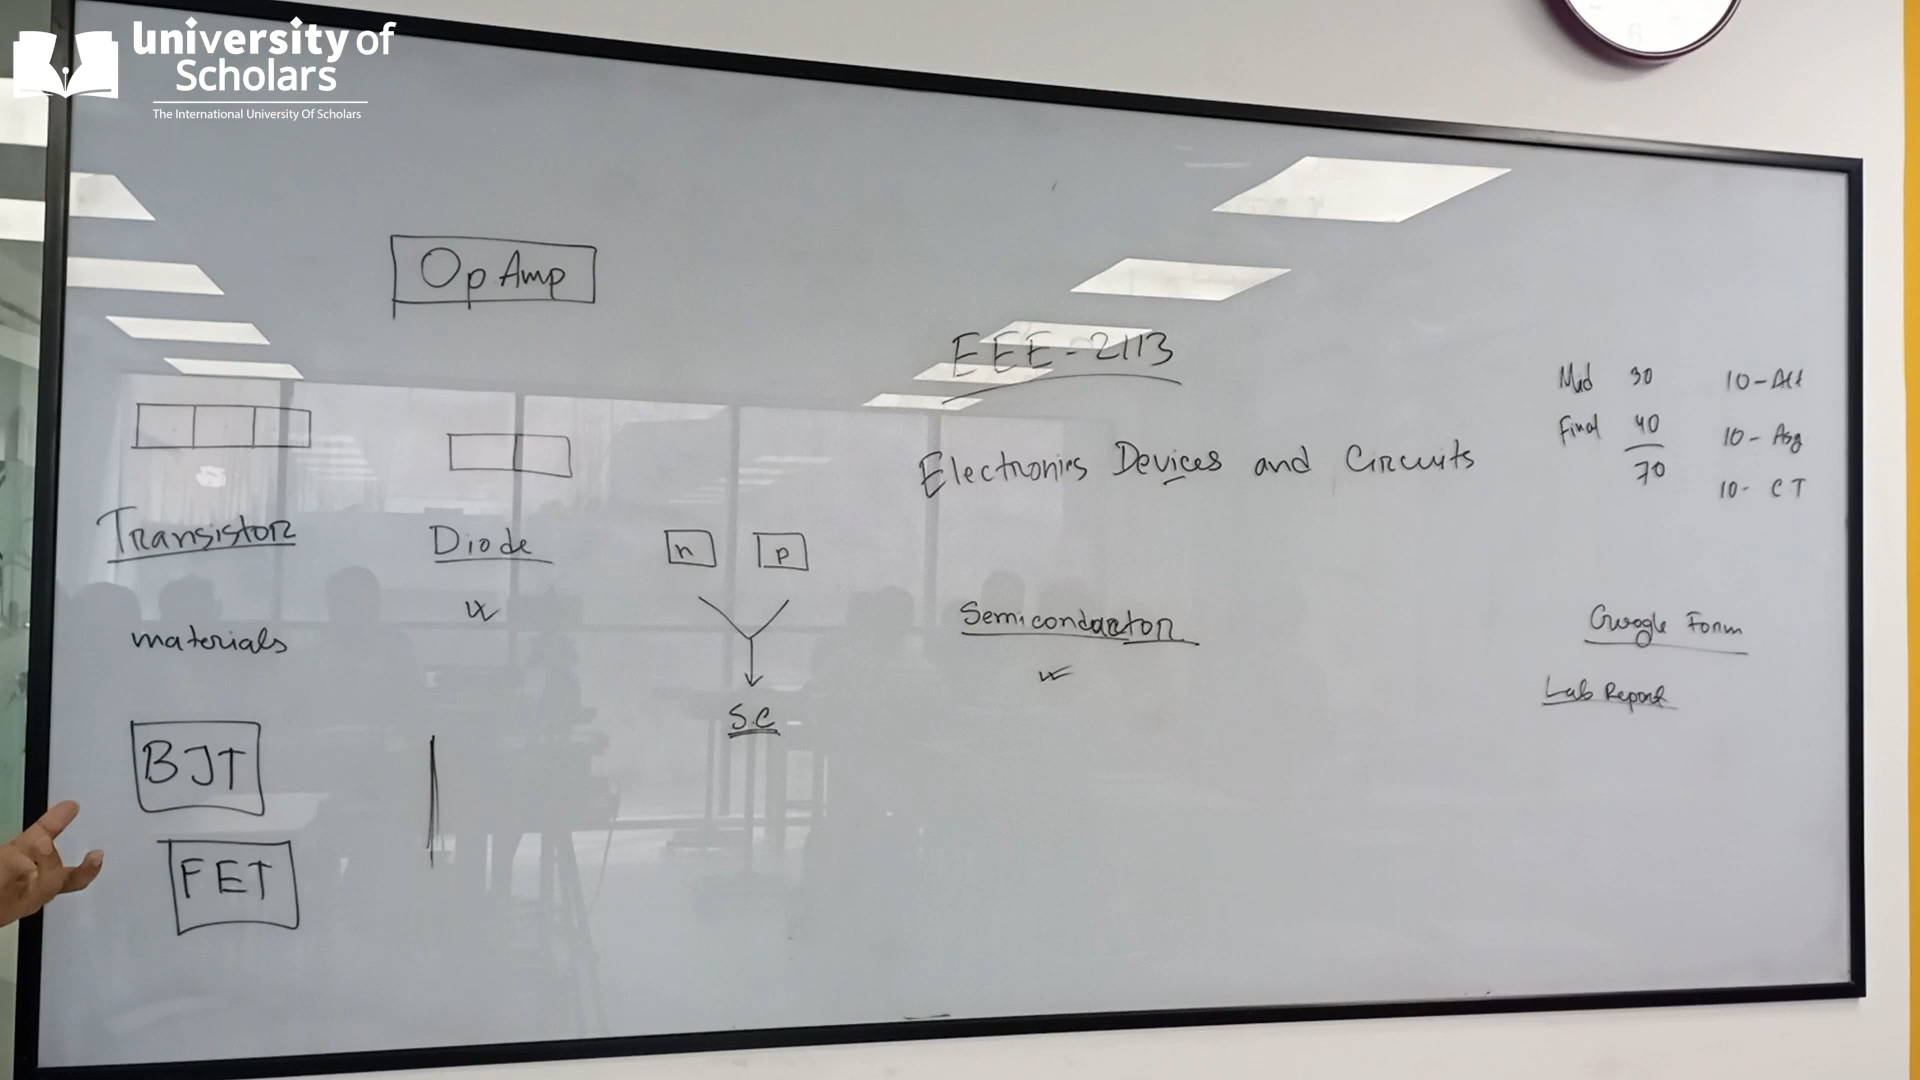 university of
Scholars
The International University Of Scholars
Op Amp
EEE-2113
Electronics Devices and Circuits
Mid 30
Final 40
70
10-Att
10- Asg
10- CT
Transistor
Diode
n
p
materials
S.C
Semiconductor
Google Form
Lab Report
BJT
FET